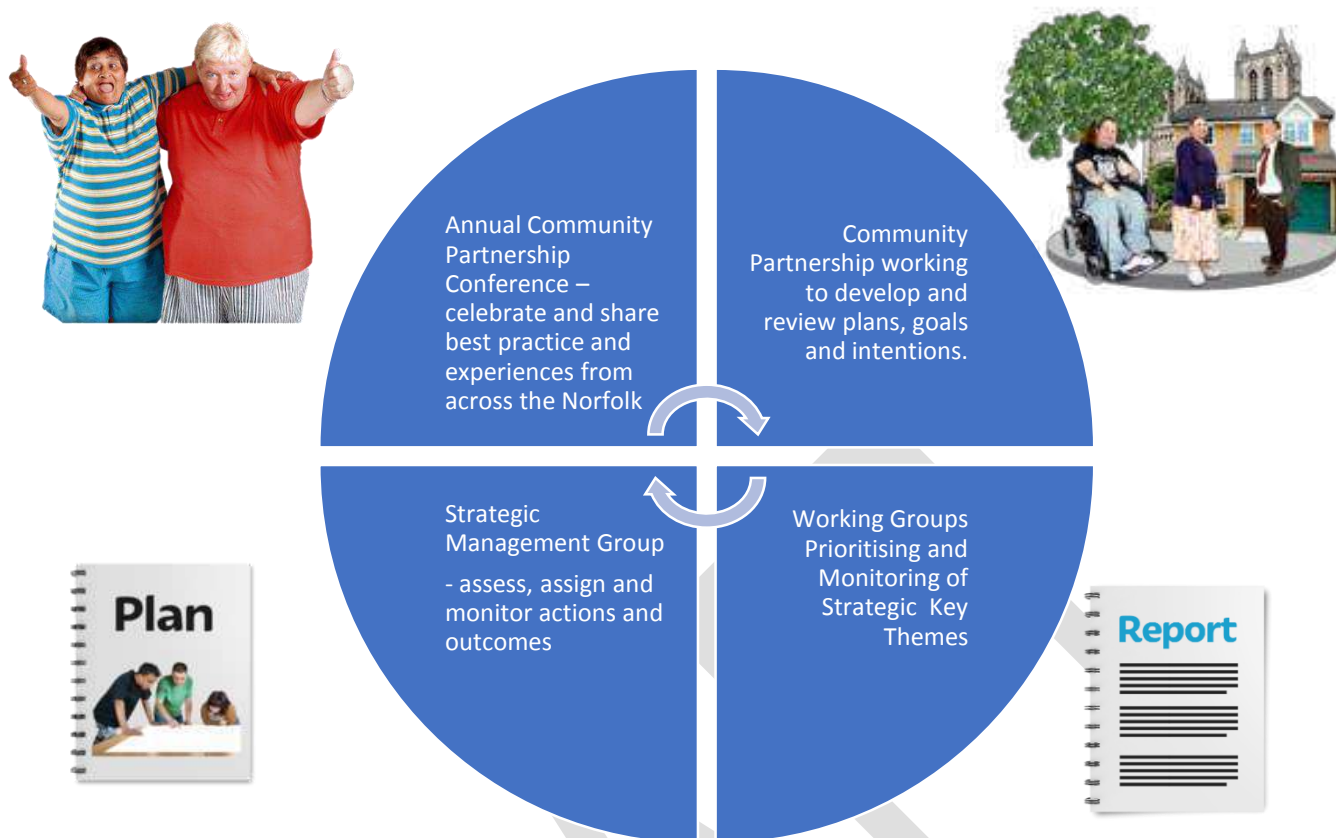 Annual Community
Partnership
Conference –
celebrate and share
best practice and
experiences from
across the Norfolk
Community
Partnership working
to develop and
review plans, goals
and intentions.
Strategic
Management Group
- assess, assign and
monitor actions and
outcomes
Working Groups
Prioritising and
Monitoring of
Strategic  Key
Themes
Plan
Report